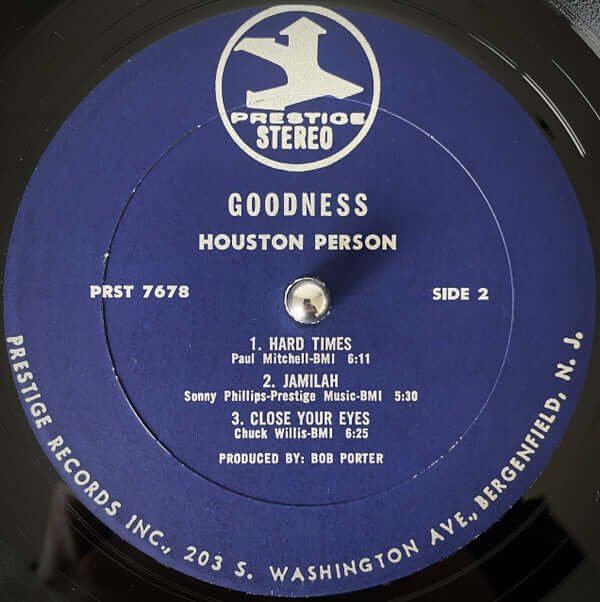 PRESTIGE
STEREO
GOODNESS
HOUSTON PERSON
PRST 7678
SIDE 2
1. HARD TIMES
Paul Mitchell-BMI 6:11
2. JAMILAH
Sonny Phillips-Prestige Music-BMI 5:30
3. CLOSE YOUR EYES
Chuck Willis-BMI 6:25
PRODUCED BY: BOB PORTER
PRESTIGE RECORDS INC., 203 S. WASHINGTON AVE., BERGENFIELD, N. J.